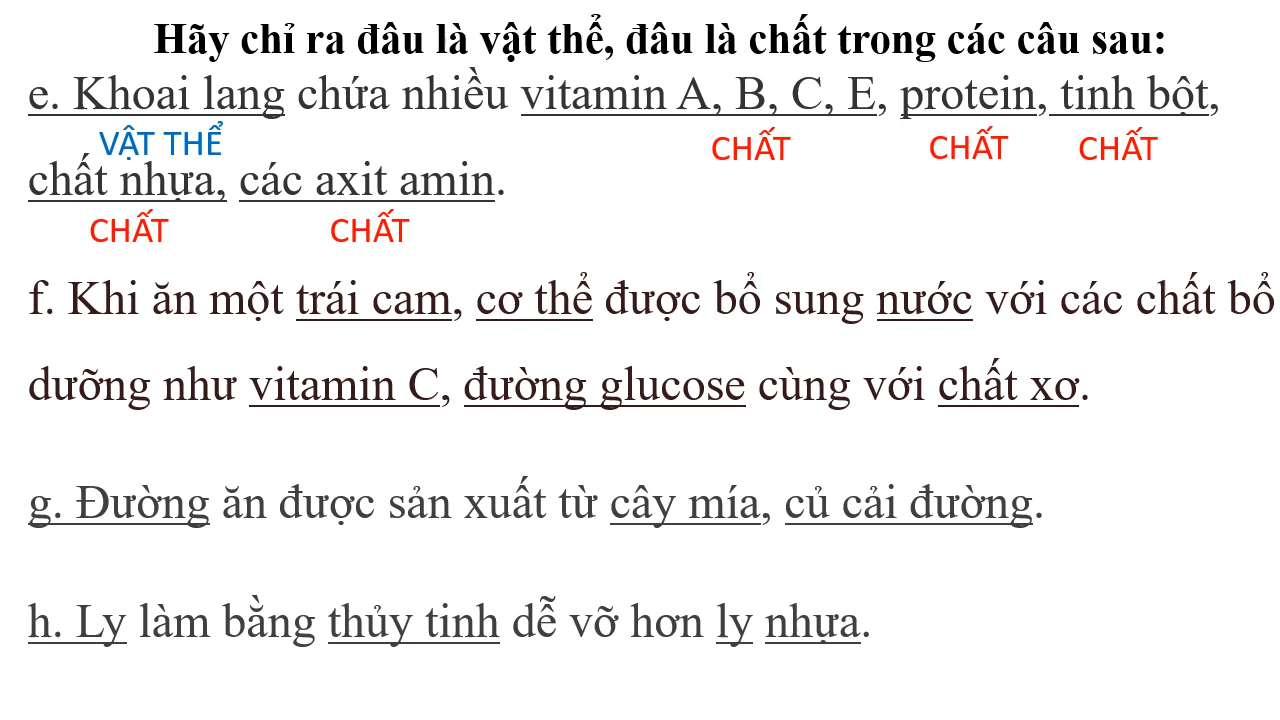 Hãy chỉ ra đâu là vật thể, đâu là chất trong các câu sau:
e. Khoai lang chứa nhiều vitamin A, B, C, E, protein, tinh bột,
VẬT THỂ CHẤT CHẤT CHẤT
chất nhựa, các axit amin.
CHẤT CHẤT
f. Khi ăn một trái cam, cơ thể được bổ sung nước với các chất bổ
dưỡng như vitamin C, đường glucose cùng với chất xơ.
g. Đường ăn được sản xuất từ cây mía, củ cải đường.
h. Ly làm bằng thủy tinh dễ vỡ hơn ly nhựa.